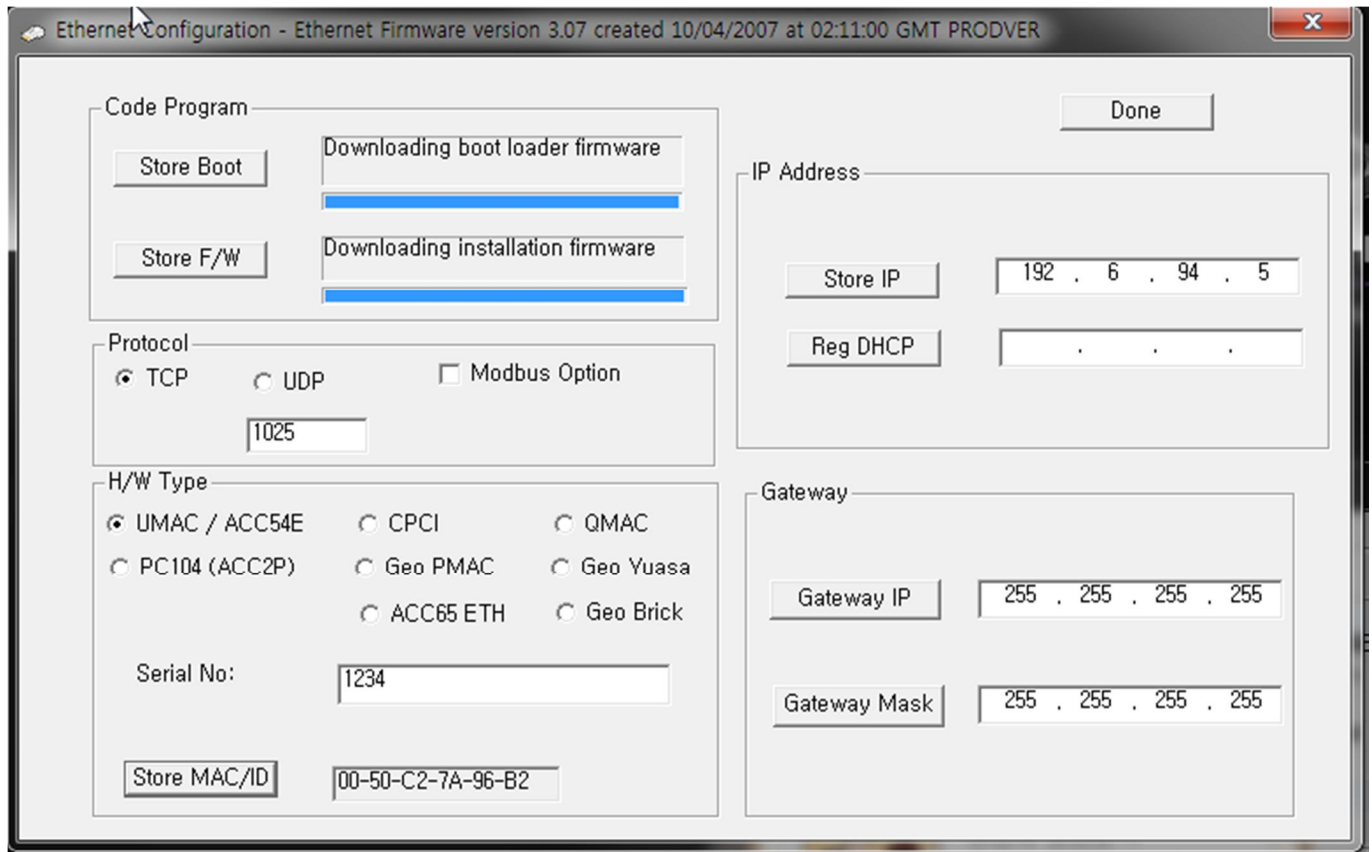 Ethernet Configuration - Ethernet Firmware version 3.07 created 10/04/2007 at 02:11:00 GMT PRODVER
Code Program
Store Boot
Downloading boot loader firmware
Store F/W
Downloading installation firmware
Protocol
TCP
UDP
Modbus Option
1025
H/W Type
UMAC / ACC54E
CPCI
QMAC
PC104 (ACC2P)
Geo PMAC
Geo Yuasa
ACC65 ETH
Geo Brick
Serial No:
1234
Store MAC/ID
00-50-C2-7A-96-B2
Done
IP Address
Store IP
192 . 6 . 94 . 5
Reg DHCP
. . .
Gateway
Gateway IP
255 . 255 . 255 . 255
Gateway Mask
255 . 255 . 255 . 255